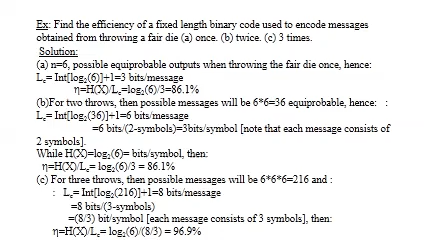 Ex: Find the efficiency of a fixed length binary code used to encode messages
obtained from throwing a fair die (a) once. (b) twice. (c) 3 times.
Solution:
(a) n=6, possible equiprobable outputs when throwing the fair die once, hence:
Lc= Int[log₂(6)]+1=3 bits/message
η=H(X)/Lc=log₂(6)/3=86.1%
(b)For two throws, then possible messages will be 6*6=36 equiprobable, hence: :
Lc= Int[log₂(36)]+1=6 bits/message
=6 bits/(2-symbols)=3bits/symbol [note that each message consists of
2 symbols].
While H(X)=log₂(6)= bits/symbol, then:
η=H(X)/Lc= log₂(6)/3 = 86.1%
(c) For three throws, then possible messages will be 6*6*6=216 and :
: Lc= Int[log₂(216)]+1=8 bits/message
=8 bits/(3-symbols)
=(8/3) bit/symbol [each message consists of 3 symbols], then:
η=H(X)/Lc= log₂(6)/(8/3) = 96.9%